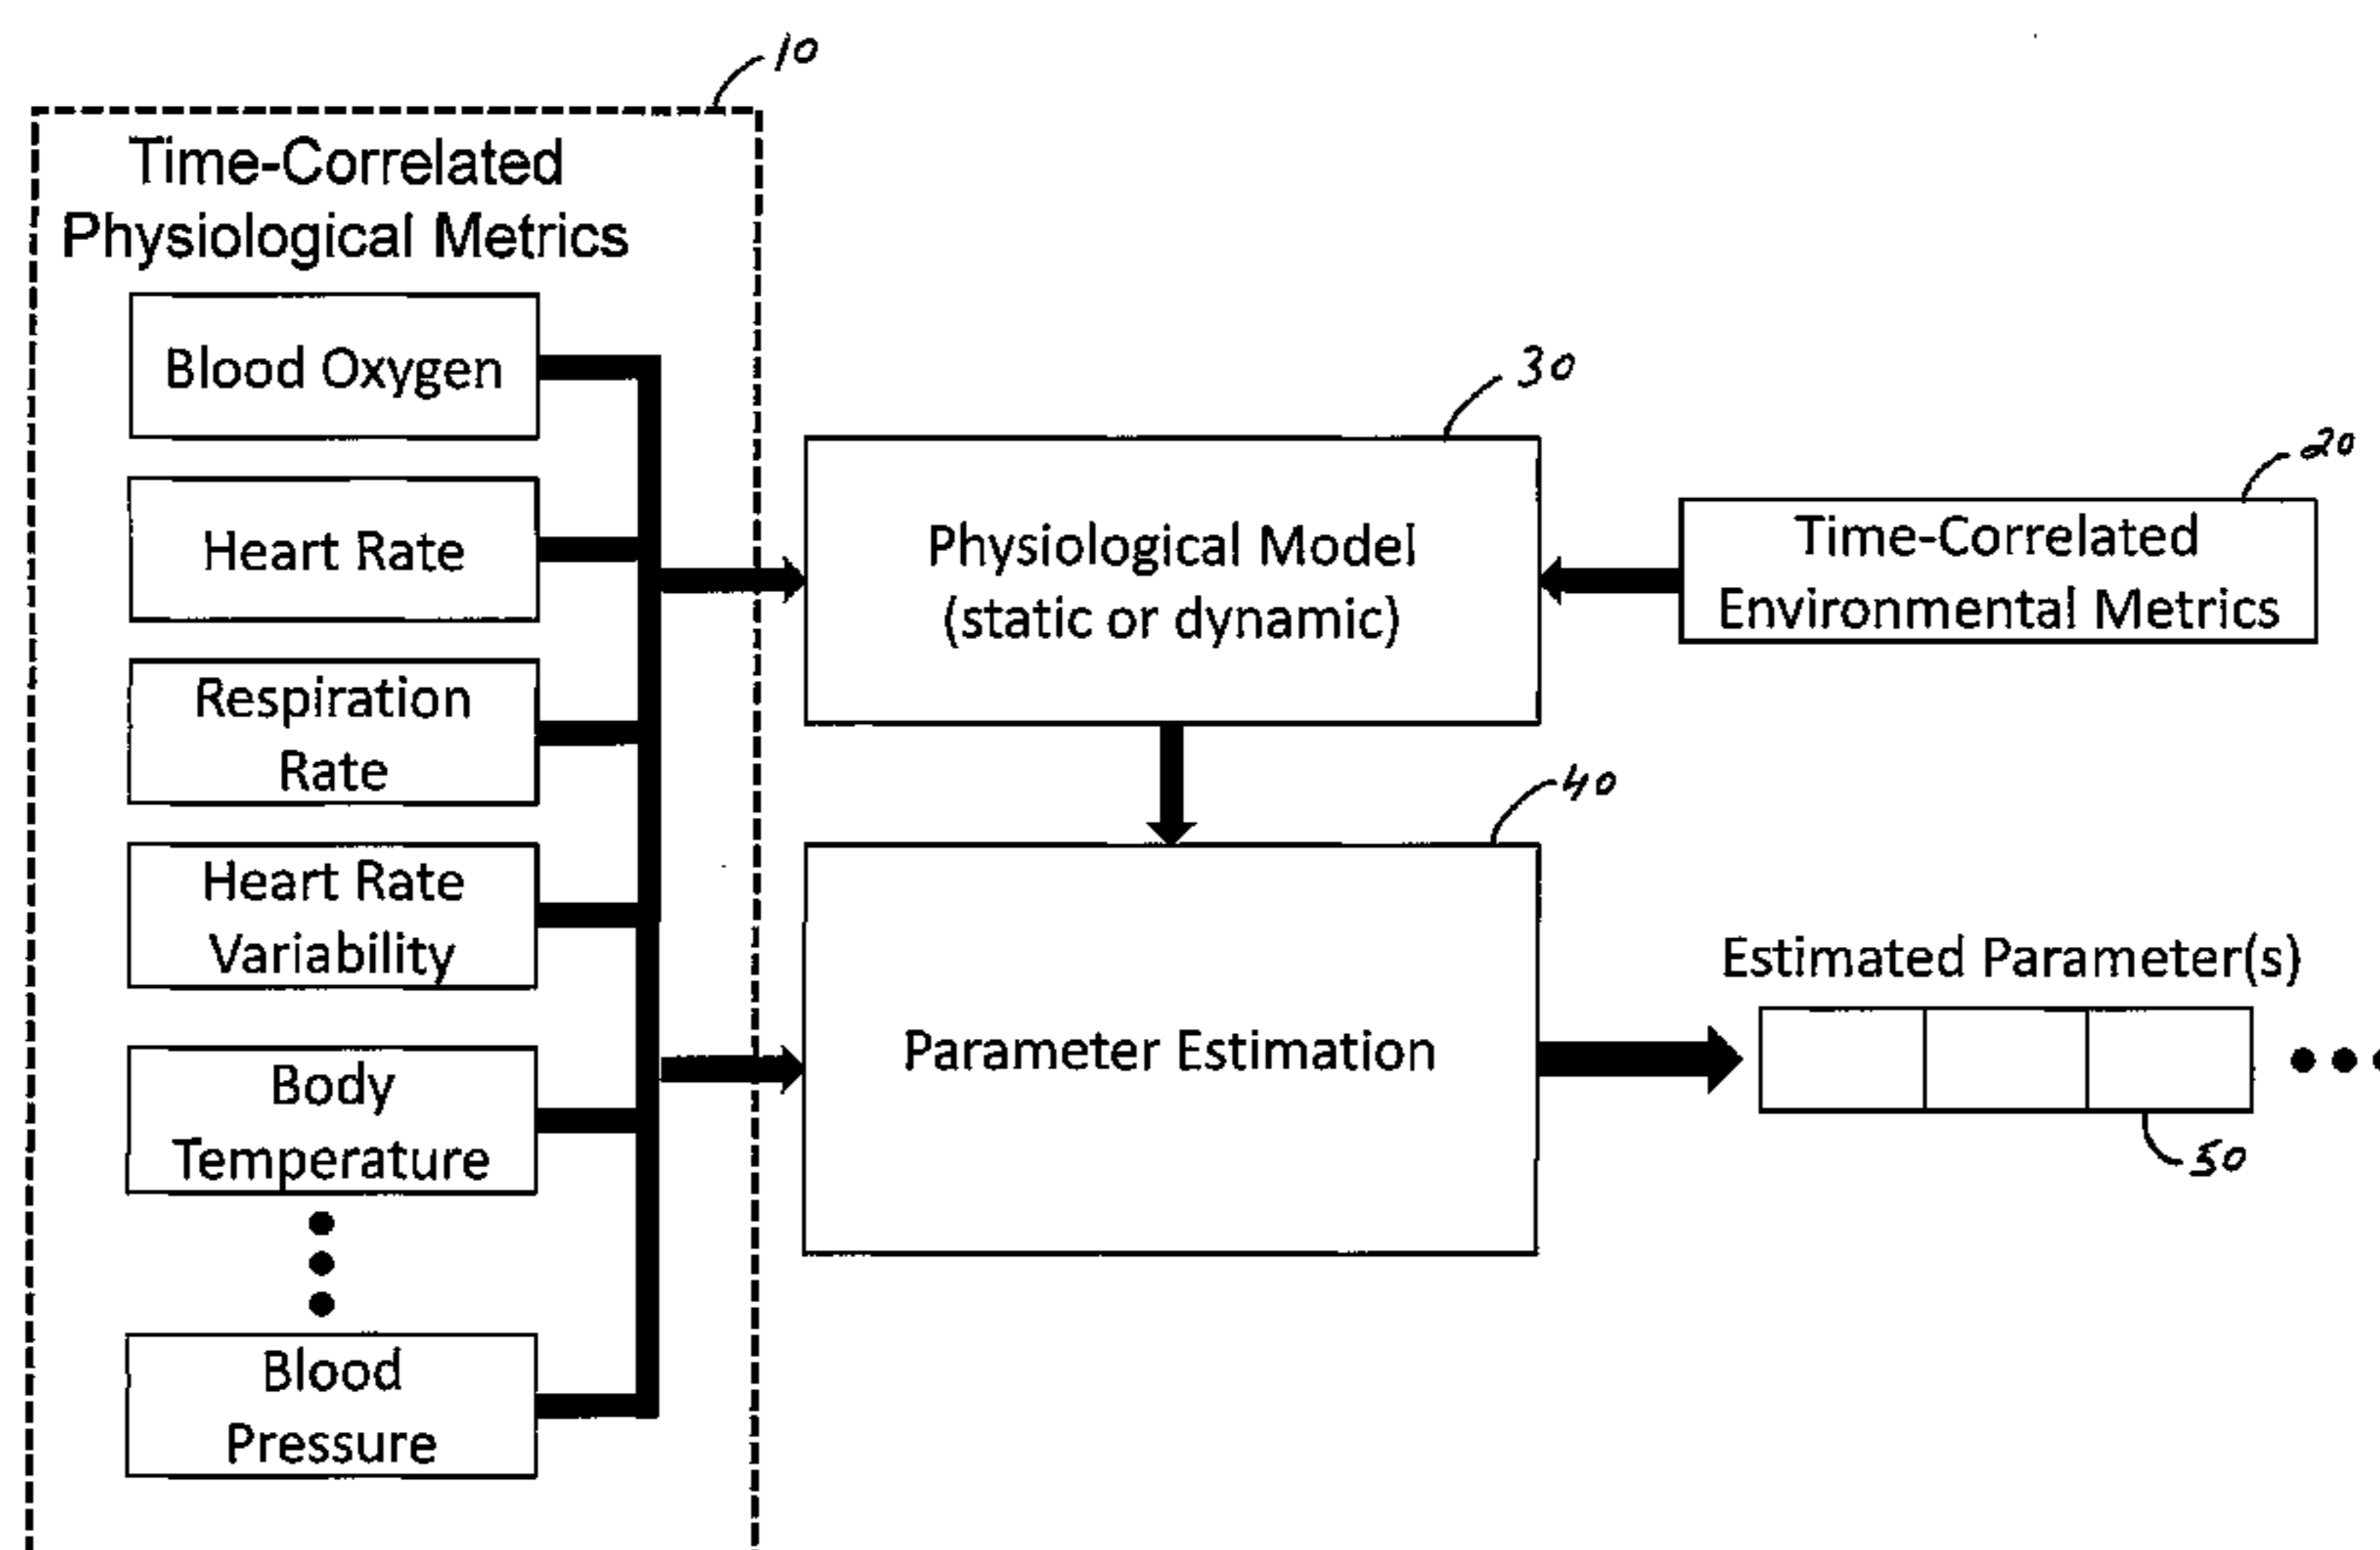 10
Time-Correlated
Physiological Metrics
Blood Oxygen
Heart Rate
Respiration
Rate
Heart Rate
Variability
Body
Temperature
Blood
Pressure
30
Physiological Model
(static or dynamic)
20
Time-Correlated
Environmental Metrics
40
Parameter Estimation
Estimated Parameter(s)
50